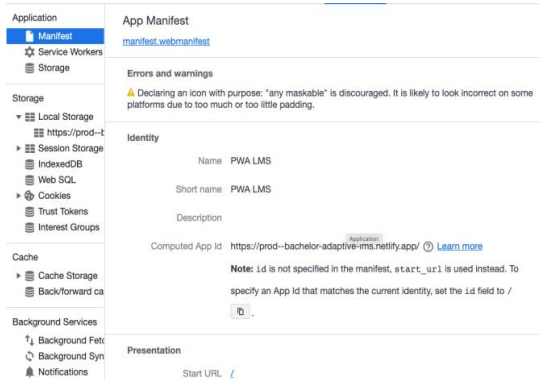 Application
Manifest
Service Workers
Storage
Storage
Local Storage
https://prod--b
Session Storage
IndexedDB
Web SQL
Cookies
Trust Tokens
Interest Groups
Cache
Cache Storage
Back/forward ca
Background Services
Background Fetc
Background Syn
Notifications
App Manifest
manifest.webmanifest
Errors and warnings
Declaring an icon with purpose: "any maskable" is discouraged. It is likely to look incorrect on some
platforms due to too much or too little padding.
Identity
Name PWA LMS
Short name PWA LMS
Description
Application
Computed App Id https://prod--bachelor-adaptive-lms.netlify.app/ Learn more
Note: id is not specified in the manifest, start_url is used instead. To
specify an App Id that matches the current identity, set the id field to /
.
Presentation
Start URL /